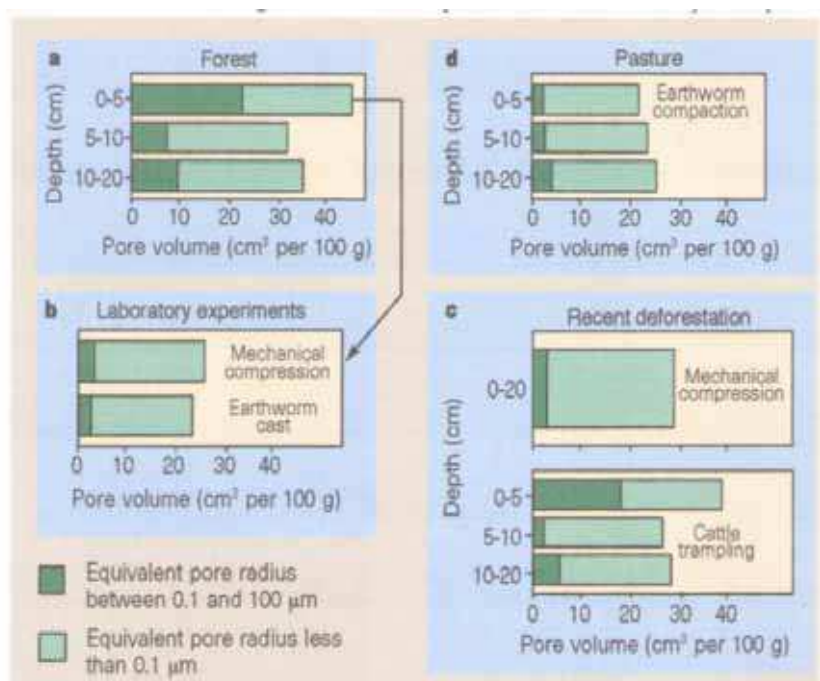 a
Forest
Depth (cm)
0-5
5-10
10-20
0 10 20 30 40
Pore volume (cm³ per 100 g)
d
Pasture
Depth (cm)
0-5
5-10
10-20
Earthworm
compaction
0 10 20 30 40
Pore volume (cm³ per 100 g)
b
Laboratory experiments
Mechanical
compression
Earthworm
cast
0 10 20 30 40
Pore volume (cm³ per 100 g)
c
Recent deforestation
Depth (cm)
0-20
Mechanical
compression
0-5
5-10
10-20
Cattle
trampling
0 10 20 30 40
Pore volume (cm³ per 100 g)
Equivalent pore radius
between 0.1 and 100 μm
Equivalent pore radius less
than 0.1 μm